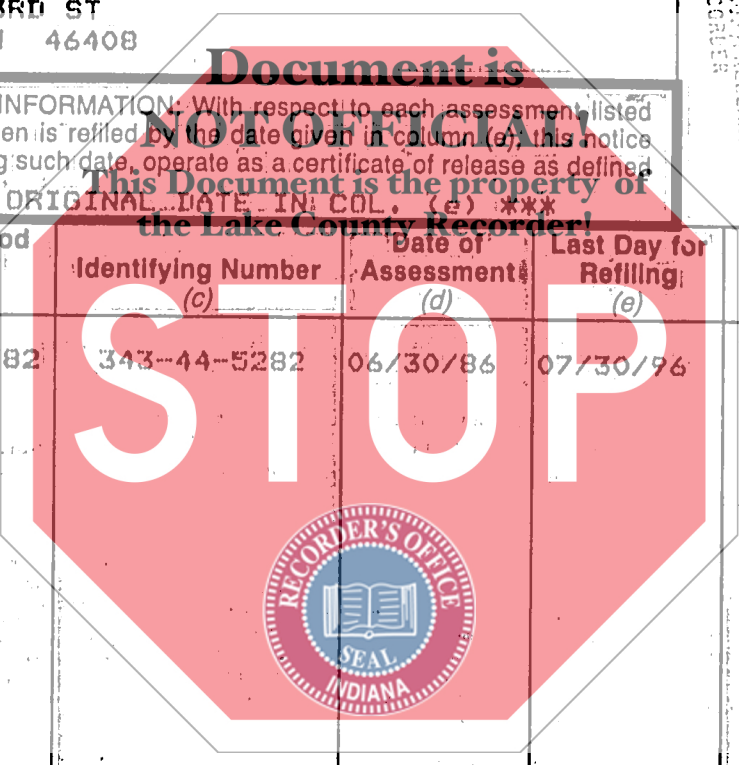 RD ST
46408
Document is
INFORMATION: With respect to each assessment listed
NOT OFFICIAL!
en is refiled by the date given in column (e), this notice
g such date, operate as a certificate of release as defined
This Document is the property of
ORIGINAL DATE IN COL. (e) ***
the Lake County Recorder!
od
Identifying Number
(c)
Date of
Assessment
(d)
Last Day for
Refiling
(e)
82 343-44-5282 06/30/86 07/30/96
STOP
RECORDER'S OFFICE
SEAL
INDIANA